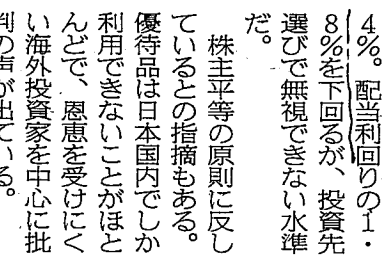 4％。配当利回りの1・
8％を下回るが、投資先
選びで無視できない水準
だ。
株主平等の原則に反し
ているとの指摘もある。
優待品は日本国内でしか
利用できないことがほと
んどで、恩恵を受けにく
い海外投資家を中心に批
判の声が出ている。